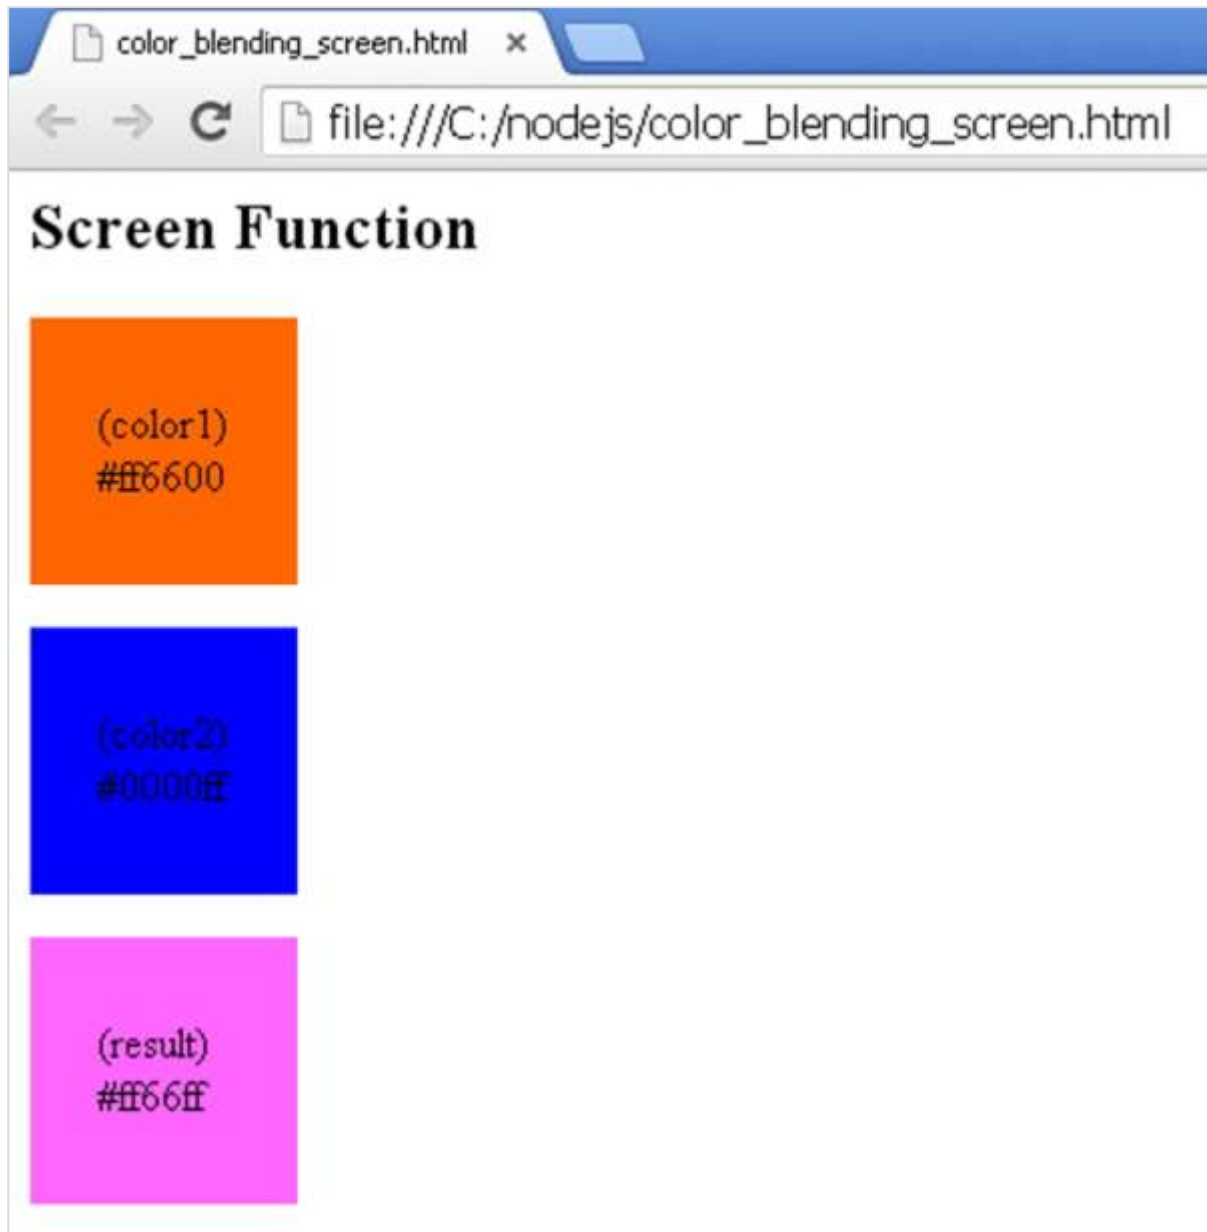 color_blending_screen.html
file:///C:/nodejs/color_blending_screen.html
Screen Function
(color1)
#ff6600
(color2)
#0000ff
(result)
#ff66ff